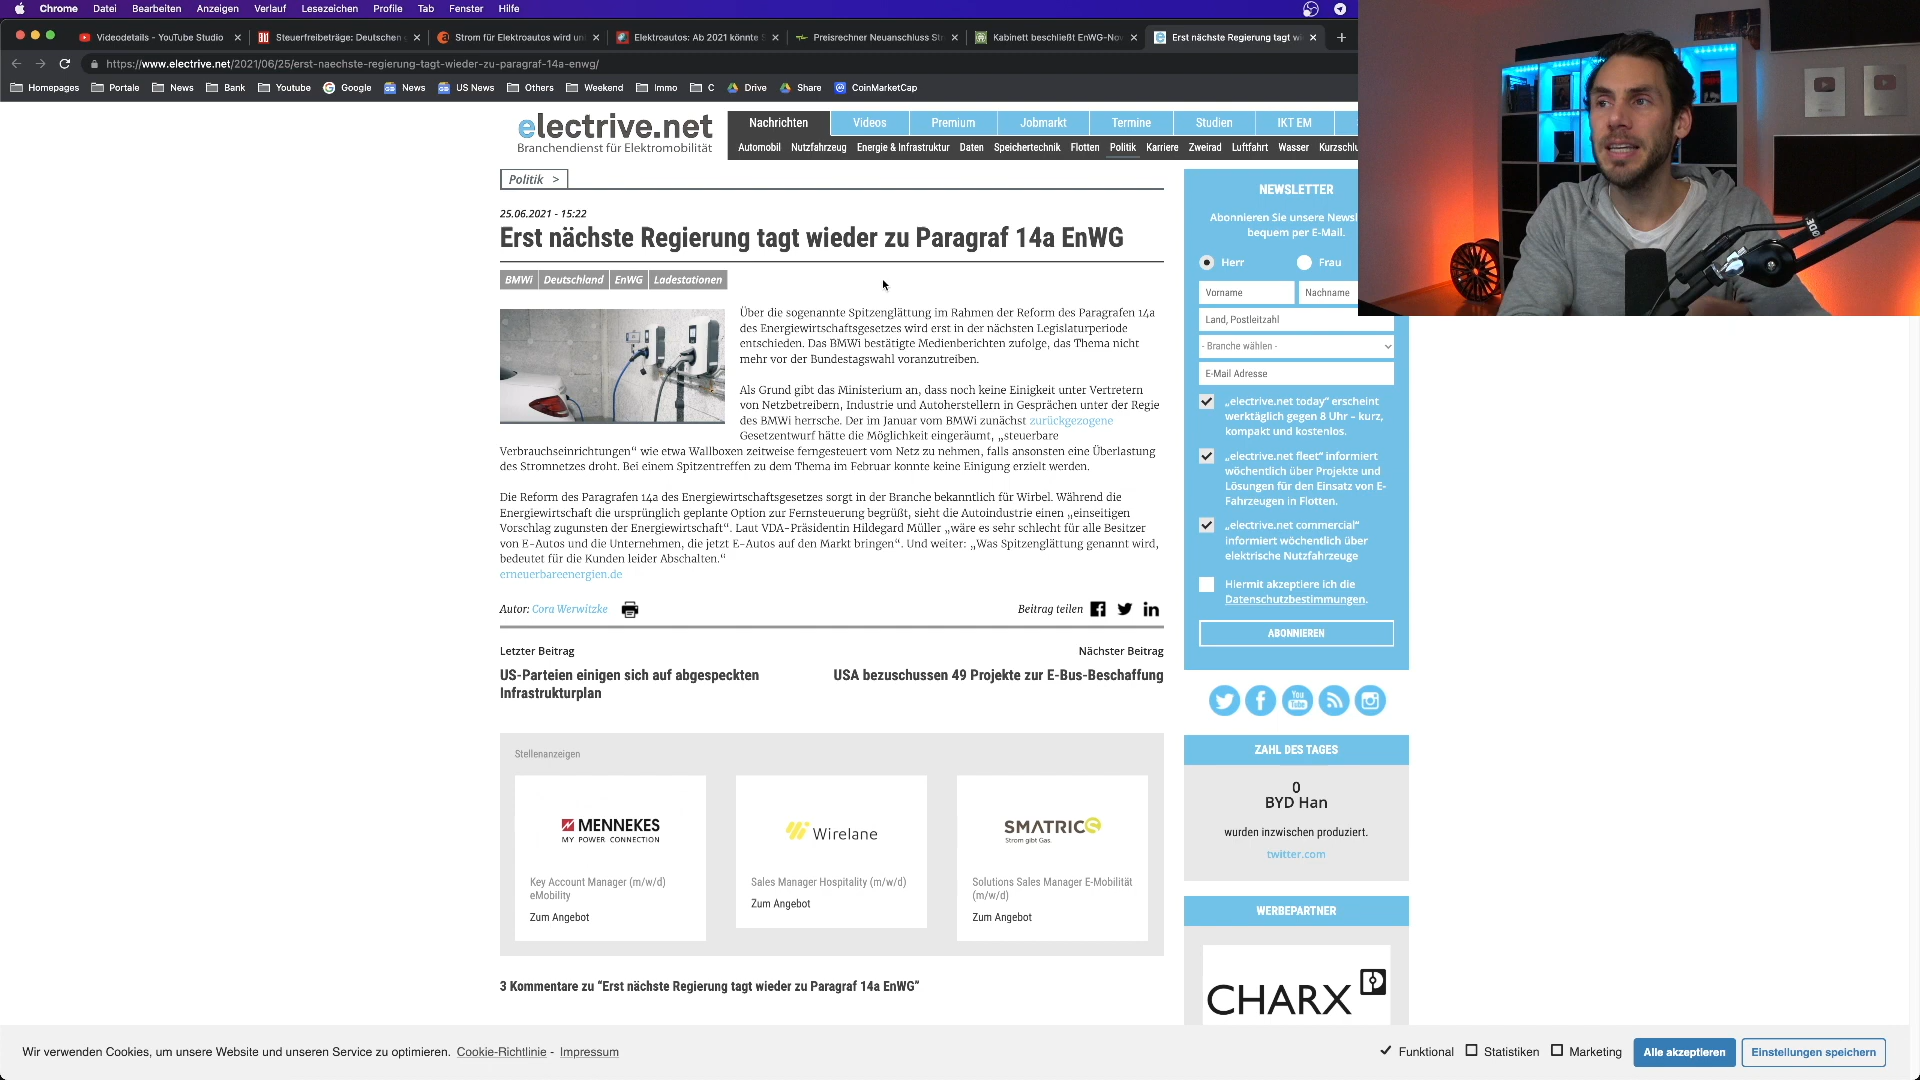 Chrome Datei Bearbeiten Anzeigen Verlauf Lesezeichen Profile Tab Fenster Hilfe
Videodetails - YouTube Studio Steuerfreibeträge: Deutschen Strom für Elektroautos wird un Elektroautos: Ab 2021 könnte S Preisrechner Neuanschluss St Kabinett beschließt EnWG-No Erst nächste Regierung tagt wi
https://www.electrive.net/2021/06/25/erst-naechste-regierung-tagt-wieder-zu-paragraf-14a-enwg/
Homepages Portale News Bank Youtube Google News US News Others Weekend Immo C Drive Share CoinMarketCap
electrive.net
Branchendienst für Elektromobilität
Nachrichten Videos Premium Jobmarkt Termine Studien IKT EM
Automobil Nutzfahrzeug Energie & Infrastruktur Daten Speichertechnik Flotten Politik Karriere Zweirad Luftfahrt Wasser Kurzschlu
Politik >
25.06.2021 - 15:22
Erst nächste Regierung tagt wieder zu Paragraf 14a EnWG
BMWi Deutschland EnWG Ladestationen
Über die sogenannte Spitzenglättung im Rahmen der Reform des Paragrafen 14a
des Energiewirtschaftsgesetzes wird erst in der nächsten Legislaturperiode
entschieden. Das BMWi bestätigte Medienberichten zufolge, das Thema nicht
mehr vor der Bundestagswahl voranzutreiben.
Als Grund gibt das Ministerium an, dass noch keine Einigkeit unter Vertretern
von Netzbetreibern, Industrie und Autoherstellern in Gesprächen unter der Regie
des BMWi herrsche. Der im Januar vom BMWi zunächst zurückgezogene
Gesetzentwurf hätte die Möglichkeit eingeräumt, „steuerbare
Verbrauchseinrichtungen“ wie etwa Wallboxen zeitweise ferngesteuert vom Netz zu nehmen, falls ansonsten eine Überlastung
des Stromnetzes droht. Bei einem Spitzentreffen zu dem Thema im Februar konnte keine Einigung erzielt werden.
Die Reform des Paragrafen 14a des Energiewirtschaftsgesetzes sorgt in der Branche bekanntlich für Wirbel. Während die
Energiewirtschaft die ursprünglich geplante Option zur Fernsteuerung begrüßt, sieht die Autoindustrie einen „einseitigen
Vorschlag zugunsten der Energiewirtschaft“. Laut VDA-Präsidentin Hildegard Müller „wäre es sehr schlecht für alle Besitzer
von E-Autos und die Unternehmen, die jetzt E-Autos auf den Markt bringen“. Und weiter: „Was Spitzenglättung genannt wird,
bedeutet für die Kunden leider Abschalten.“
erneuerbareenergien.de
Autor: Cora Werwitzke
Beitrag teilen
Letzter Beitrag
Nächster Beitrag
US-Parteien einigen sich auf abgespeckten
Infrastrukturplan
USA bezuschussen 49 Projekte zur E-Bus-Beschaffung
Stellenanzeigen
MENNEKES
MY POWER CONNECTION
Key Account Manager (m/w/d)
eMobility
Zum Angebot
Wirelane
Sales Manager Hospitality (m/w/d)
Zum Angebot
SMATRICS
Strom gibt Gas.
Solutions Sales Manager E-Mobilität
(m/w/d)
Zum Angebot
3 Kommentare zu “Erst nächste Regierung tagt wieder zu Paragraf 14a EnWG”
NEWSLETTER
Abonnieren Sie unsere Newsl
bequem per E-Mail.
Herr Frau
Vorname Nachname
Land, Postleitzahl
- Branche wählen -
E-Mail Adresse
„electrive.net today“ erscheint
werktäglich gegen 8 Uhr – kurz,
kompakt und kostenlos.
„electrive.net fleet“ informiert
wöchentlich über Projekte und
Lösungen für den Einsatz von E-
Fahrzeugen in Flotten.
„electrive.net commercial“
informiert wöchentlich über
elektrische Nutzfahrzeuge
Hiermit akzeptiere ich die
Datenschutzbestimmungen.
ABONNIEREN
You
Tube
ZAHL DES TAGES
0
BYD Han
wurden inzwischen produziert.
twitter.com
WERBEPARTNER
CHARX
Wir verwenden Cookies, um unsere Website und unseren Service zu optimieren. Cookie-Richtlinie - Impressum
Funktional Statistiken Marketing Alle akzeptieren Einstellungen speichern